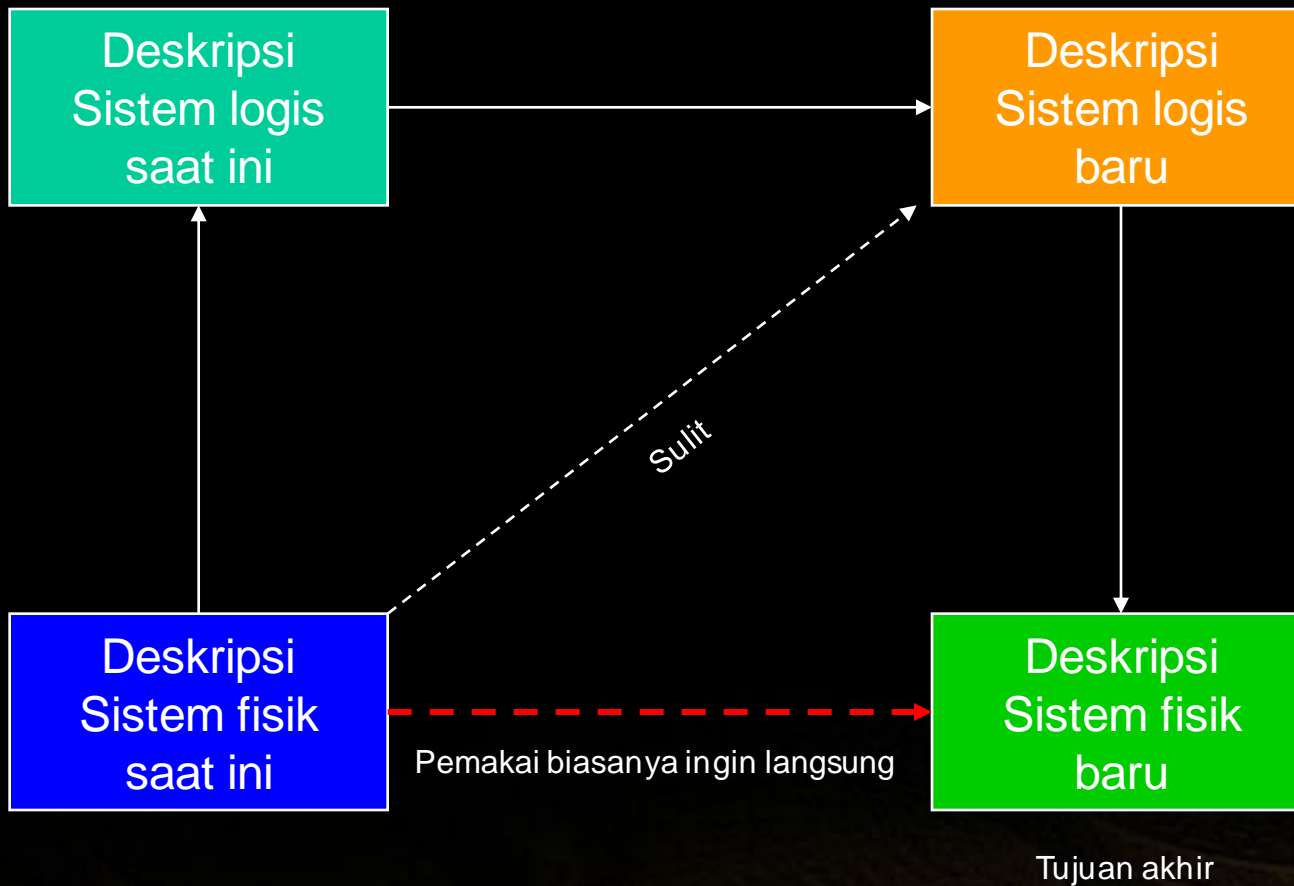 Deskripsi
Sistem logis
saat ini
Deskripsi
Sistem logis
baru
Sulit
Deskripsi
Sistem fisik
saat ini
Pemakai biasanya ingin langsung
Deskripsi
Sistem fisik
baru
Tujuan akhir